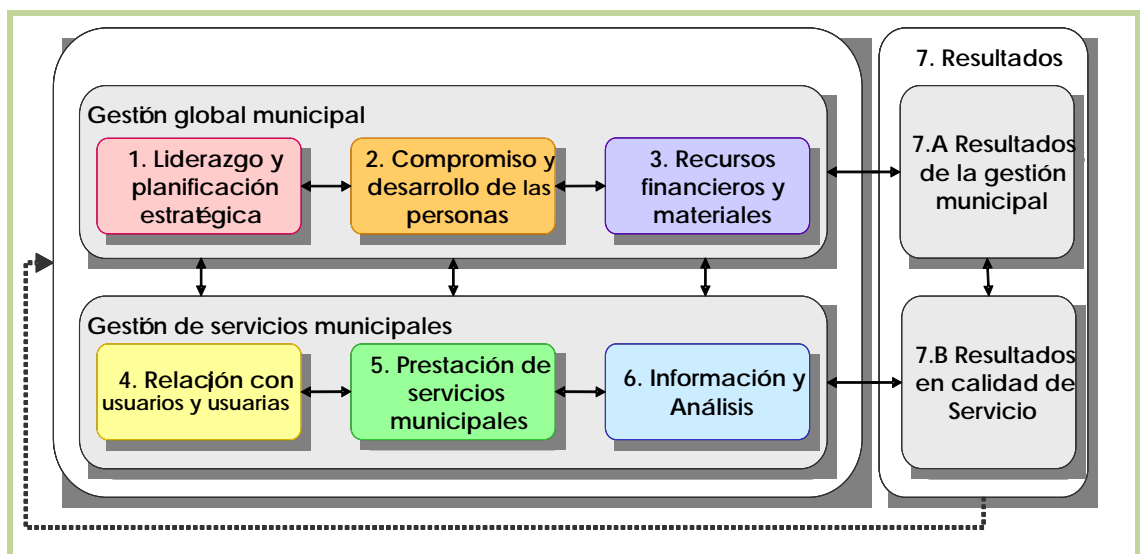 7. Resultados
Gestión global municipal
1. Liderazgo y
planificación
estratégica
2. Compromiso y
desarrollo de las
personas
3. Recursos
financieros y
materiales
7.A Resultados
de la gestión
municipal
Gestión de servicios municipales
4. Relación con
usuarios y usuarias
5. Prestación de
servicios
municipales
6. Información y
Análisis
7.B Resultados
en calidad de
Servicio